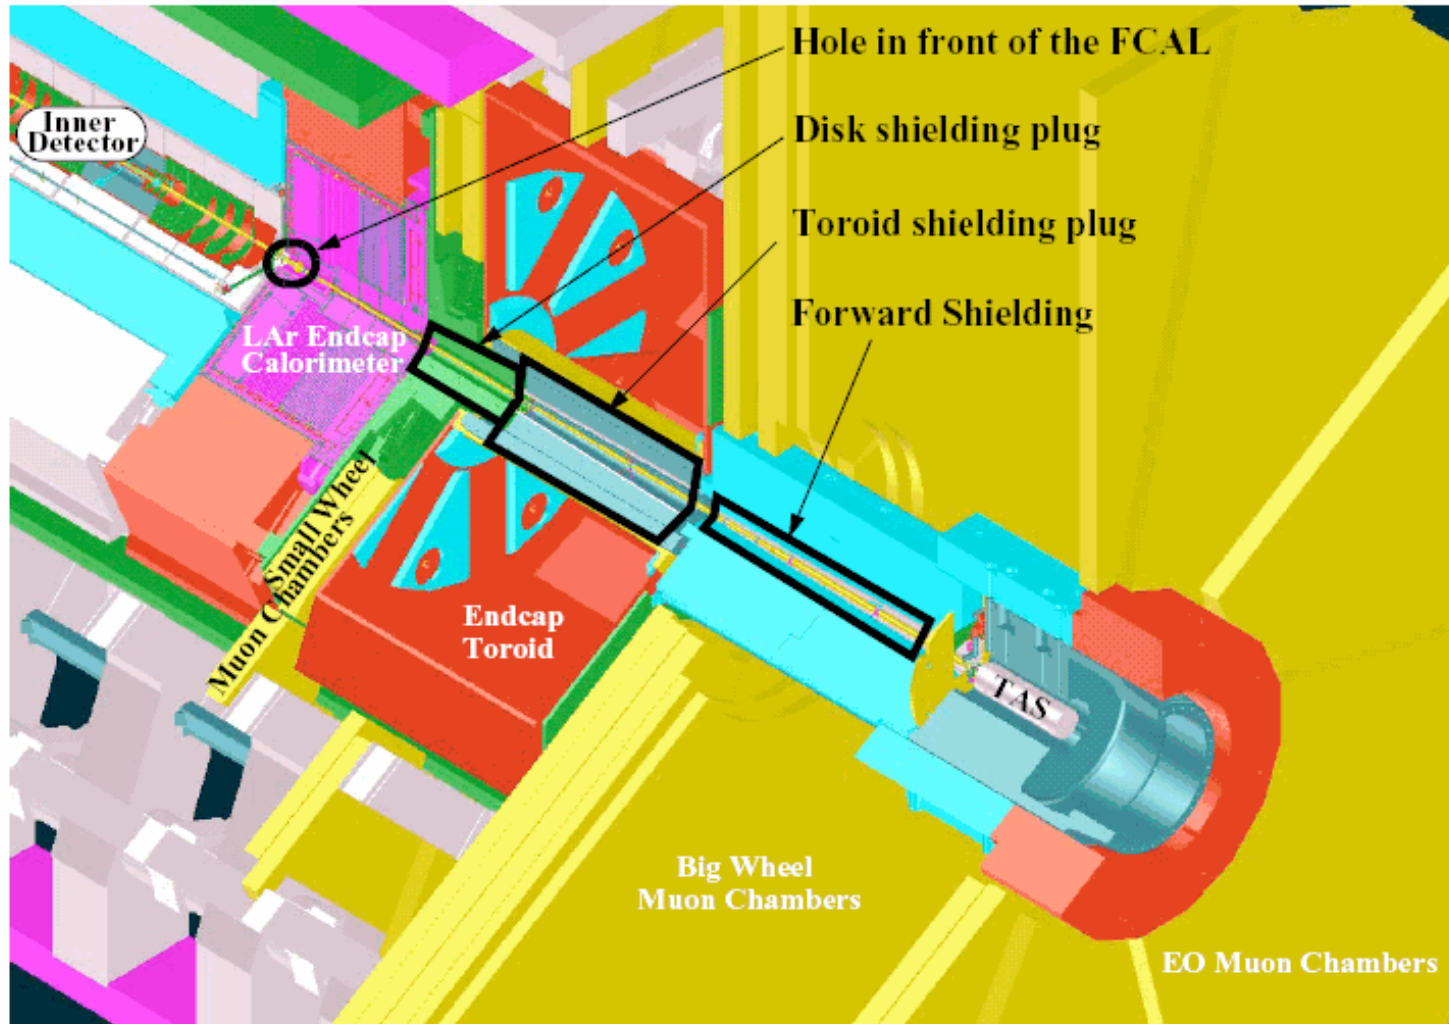 Hole in front of the FCAL
Inner
Detector
Disk shielding plug
Toroid shielding plug
Forward Shielding
LAr Endcap
Calorimeter
Small Wheel
Muon Chambers
Endcap
Toroid
TAS
Big Wheel
Muon Chambers
EO Muon Chambers